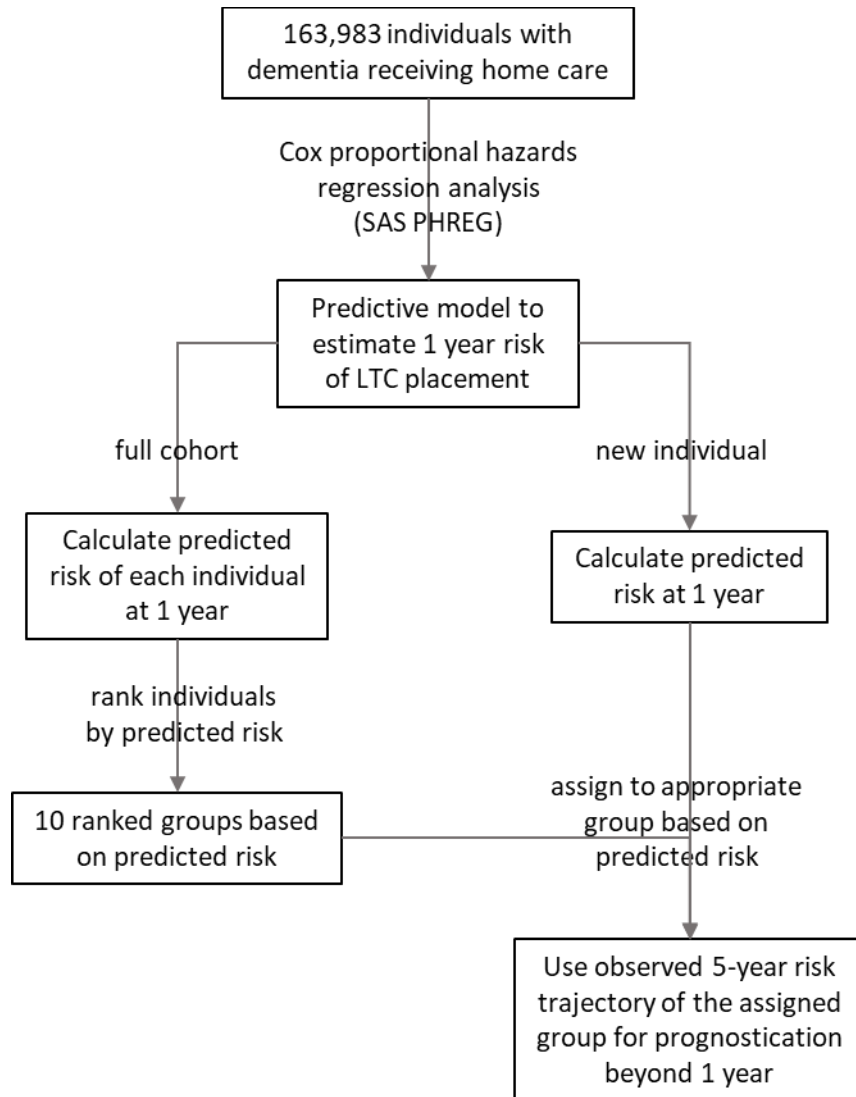 163,983 individuals with
dementia receiving home care
Cox proportional hazards
regression analysis
(SAS PHREG)
Predictive model to
estimate 1 year risk
of LTC placement
full cohort
new individual
Calculate predicted
risk of each individual
at 1 year
Calculate predicted
risk at 1 year
rank individuals
by predicted risk
10 ranked groups based
on predicted risk
assign to appropriate
group based on
predicted risk
Use observed 5-year risk
trajectory of the assigned
group for prognostication
beyond 1 year